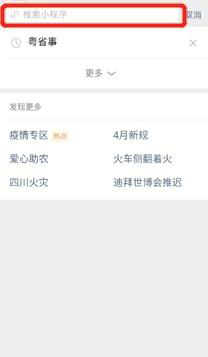 搜索小程序 取消
粤省事
更多
发现更多
疫情专区 热点 4月新规
爱心助农 火车侧翻着火
四川火灾 迪拜世博会推迟